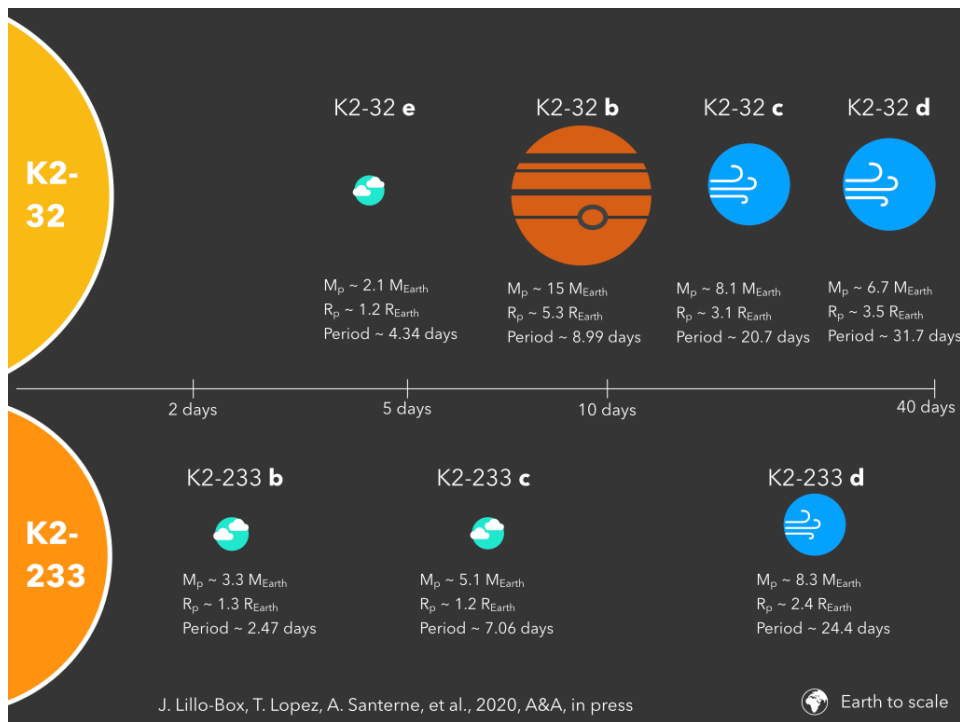 K2-
32
K2-32 e
K2-32 b
K2-32 c
K2-32 d
Mp ~ 2.1 MEarth
Rp ~ 1.2 REarth
Period ~ 4.34 days
Mp ~ 15 MEarth
Rp ~ 5.3 REarth
Period ~ 8.99 days
Mp ~ 8.1 MEarth
Rp ~ 3.1 REarth
Period ~ 20.7 days
Mp ~ 6.7 MEarth
Rp ~ 3.5 REarth
Period ~ 31.7 days
2 days
5 days
10 days
40 days
K2-
233
K2-233 b
K2-233 c
K2-233 d
Mp ~ 3.3 MEarth
Rp ~ 1.3 REarth
Period ~ 2.47 days
Mp ~ 5.1 MEarth
Rp ~ 1.2 REarth
Period ~ 7.06 days
Mp ~ 8.3 MEarth
Rp ~ 2.4 REarth
Period ~ 24.4 days
J. Lillo-Box, T. Lopez, A. Santerne, et al., 2020, A&A, in press
Earth to scale